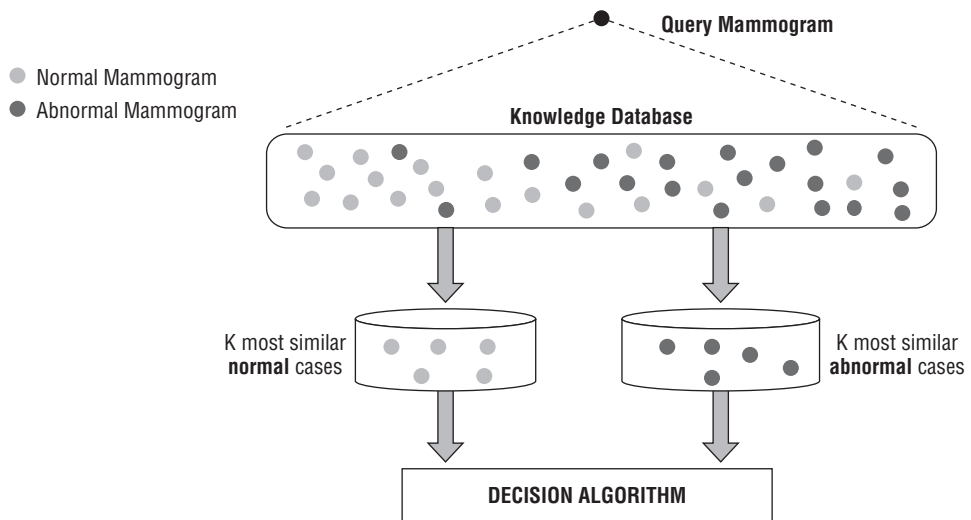 Query Mammogram
Normal Mammogram
Abnormal Mammogram
Knowledge Database
K most similar
normal cases
K most similar
abnormal cases
DECISION ALGORITHM